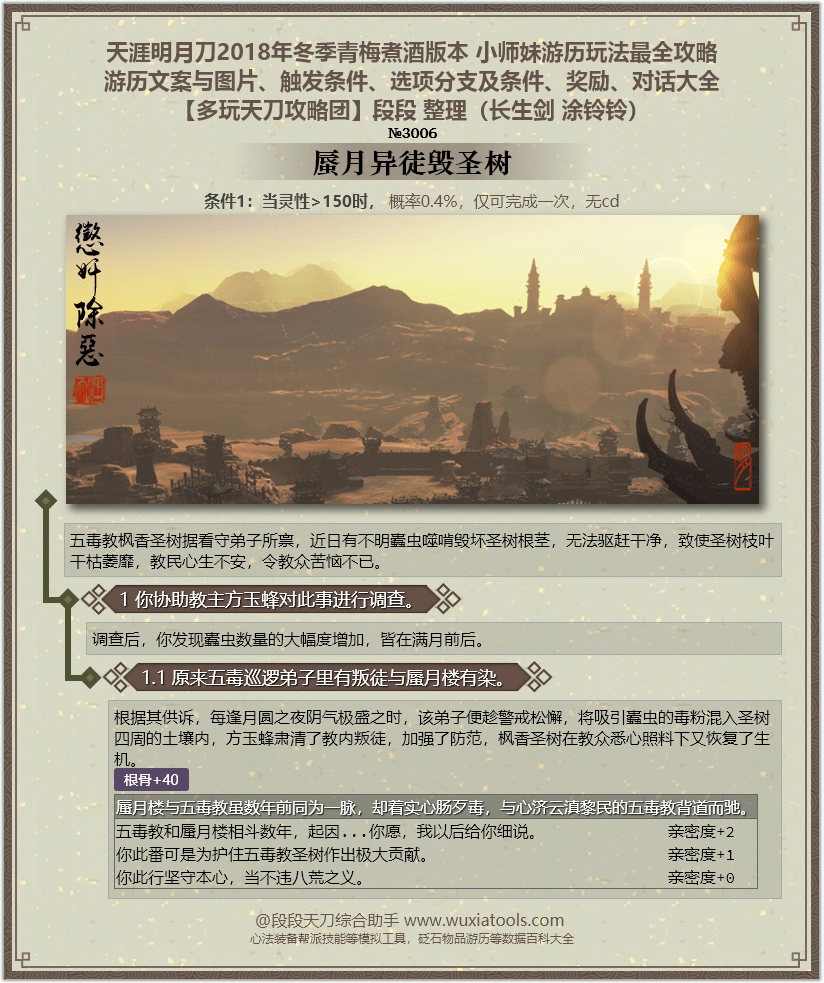 天涯明月刀2018年冬季青梅煮酒版本 小师妹游历玩法最全攻略
游历文案与图片、触发条件、选项分支及条件、奖励、对话大全
【多玩天刀攻略团】段段 整理（长生剑 涂铃铃）
№3006
蜃月异徒毁圣树
条件1：当灵性>150时， 概率0.4%，仅可完成一次，无cd
懲奸除惡
五毒教枫香圣树据看守弟子所禀，近日有不明蠹虫噬啃毁坏圣树根茎，无法驱赶干净，致使圣树枝叶
干枯萎靡，教民心生不安，令教众苦恼不已。
1 你协助教主方玉蜂对此事进行调查。
调查后，你发现蠹虫数量的大幅度增加，皆在满月前后。
1.1 原来五毒巡逻弟子里有叛徒与蜃月楼有染。
根据其供诉，每逢月圆之夜阴气极盛之时，该弟子便趁警戒松懈，将吸引蠹虫的毒粉混入圣树
四周的土壤内，方玉蜂肃清了教内叛徒，加强了防范，枫香圣树在教众悉心照料下又恢复了生
机。
根骨+40
蜃月楼与五毒教虽数年前同为一脉，却着实心肠歹毒，与心济云滇黎民的五毒教背道而驰。
五毒教和蜃月楼相斗数年，起因...你愿，我以后给你细说。 亲密度+2
你此番可是为护住五毒教圣树作出极大贡献。 亲密度+1
你此行坚守本心，当不违八荒之义。 亲密度+0
@段段天刀综合助手 www.wuxiatools.com
心法装备帮派技能等模拟工具，砭石物品游历等数据百科大全